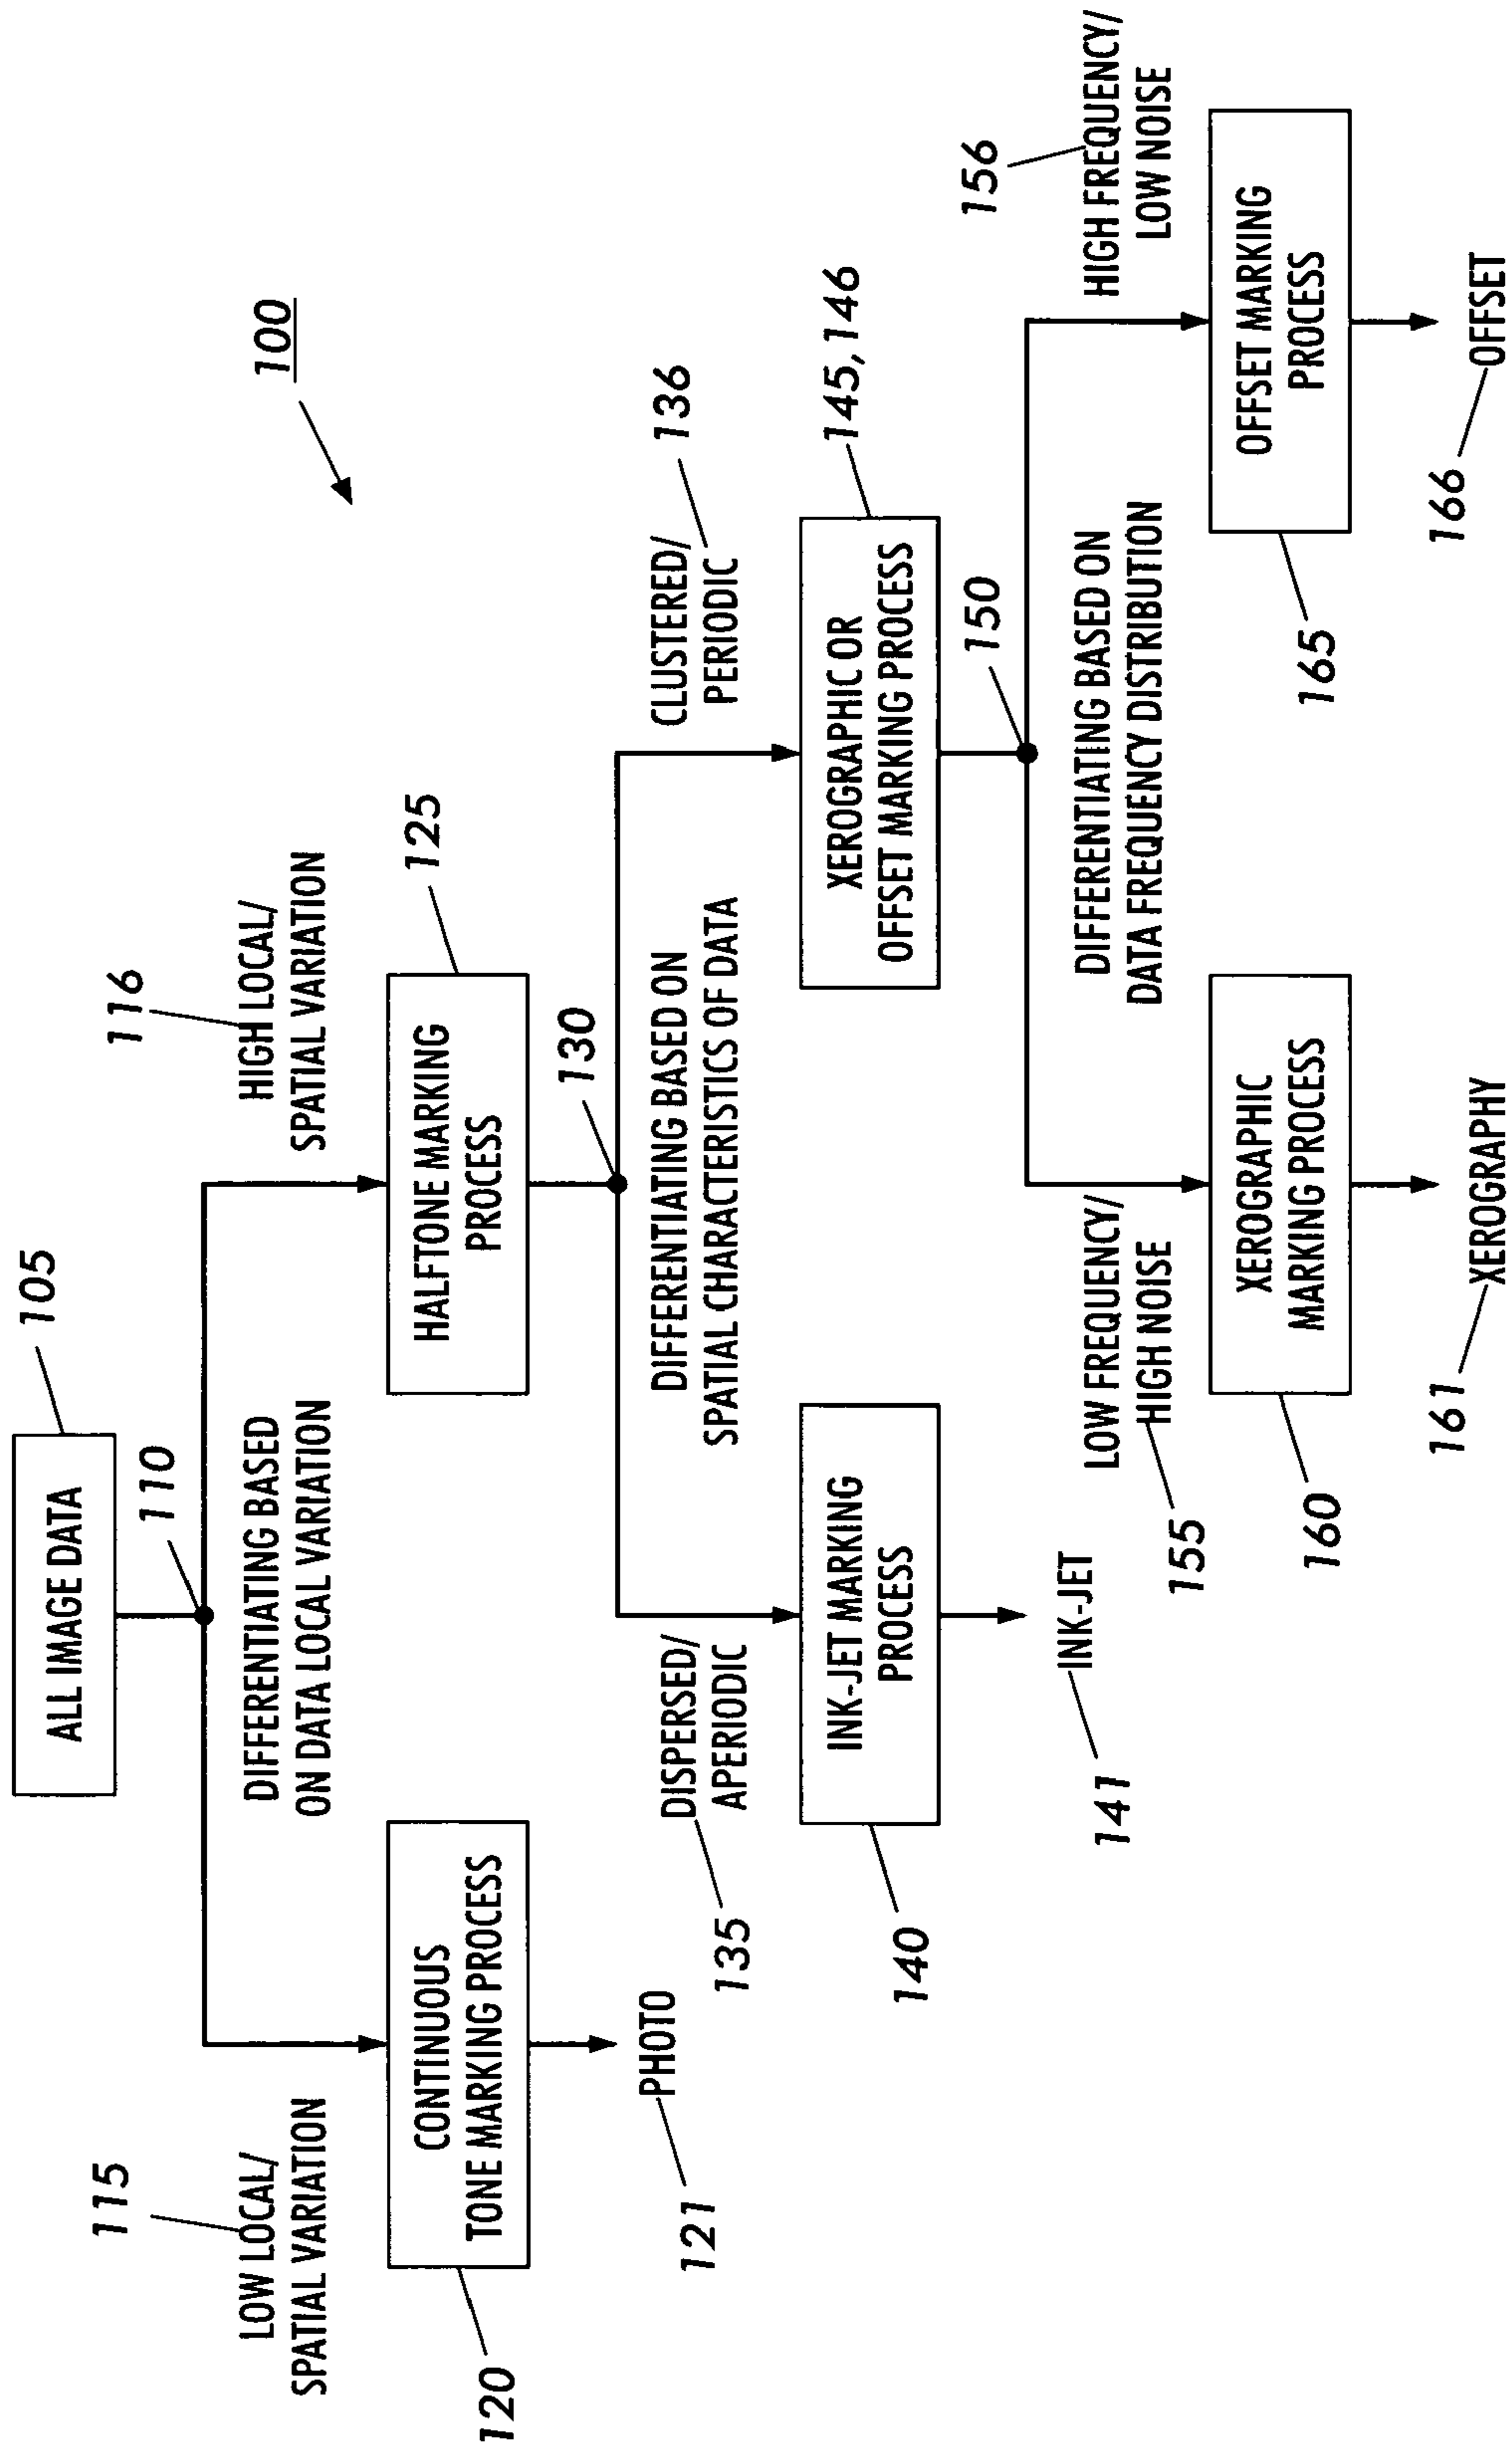 100
ALL IMAGE DATA
105
110
DIFFERENTIATING BASED
ON DATA LOCAL VARIATION
115
LOW LOCAL/
SPATIAL VARIATION
116
HIGH LOCAL/
SPATIAL VARIATION
CONTINUOUS
TONE MARKING PROCESS
120
PHOTO
121
HALFTONE MARKING
PROCESS
125
130
DIFFERENTIATING BASED ON
SPATIAL CHARACTERISTICS OF DATA
DISPERSED/
APERIODIC
135
CLUSTERED/
PERIODIC
136
INK-JET MARKING
PROCESS
140
INK-JET
141
XEROGRAPHIC OR
OFFSET MARKING PROCESS
145,146
150
DIFFERENTIATING BASED ON
DATA FREQUENCY DISTRIBUTION
LOW FREQUENCY/
HIGH NOISE
155
156
HIGH FREQUENCY/
LOW NOISE
XEROGRAPHIC
MARKING PROCESS
160
XEROGRAPHY
161
OFFSET MARKING
PROCESS
165
OFFSET
166